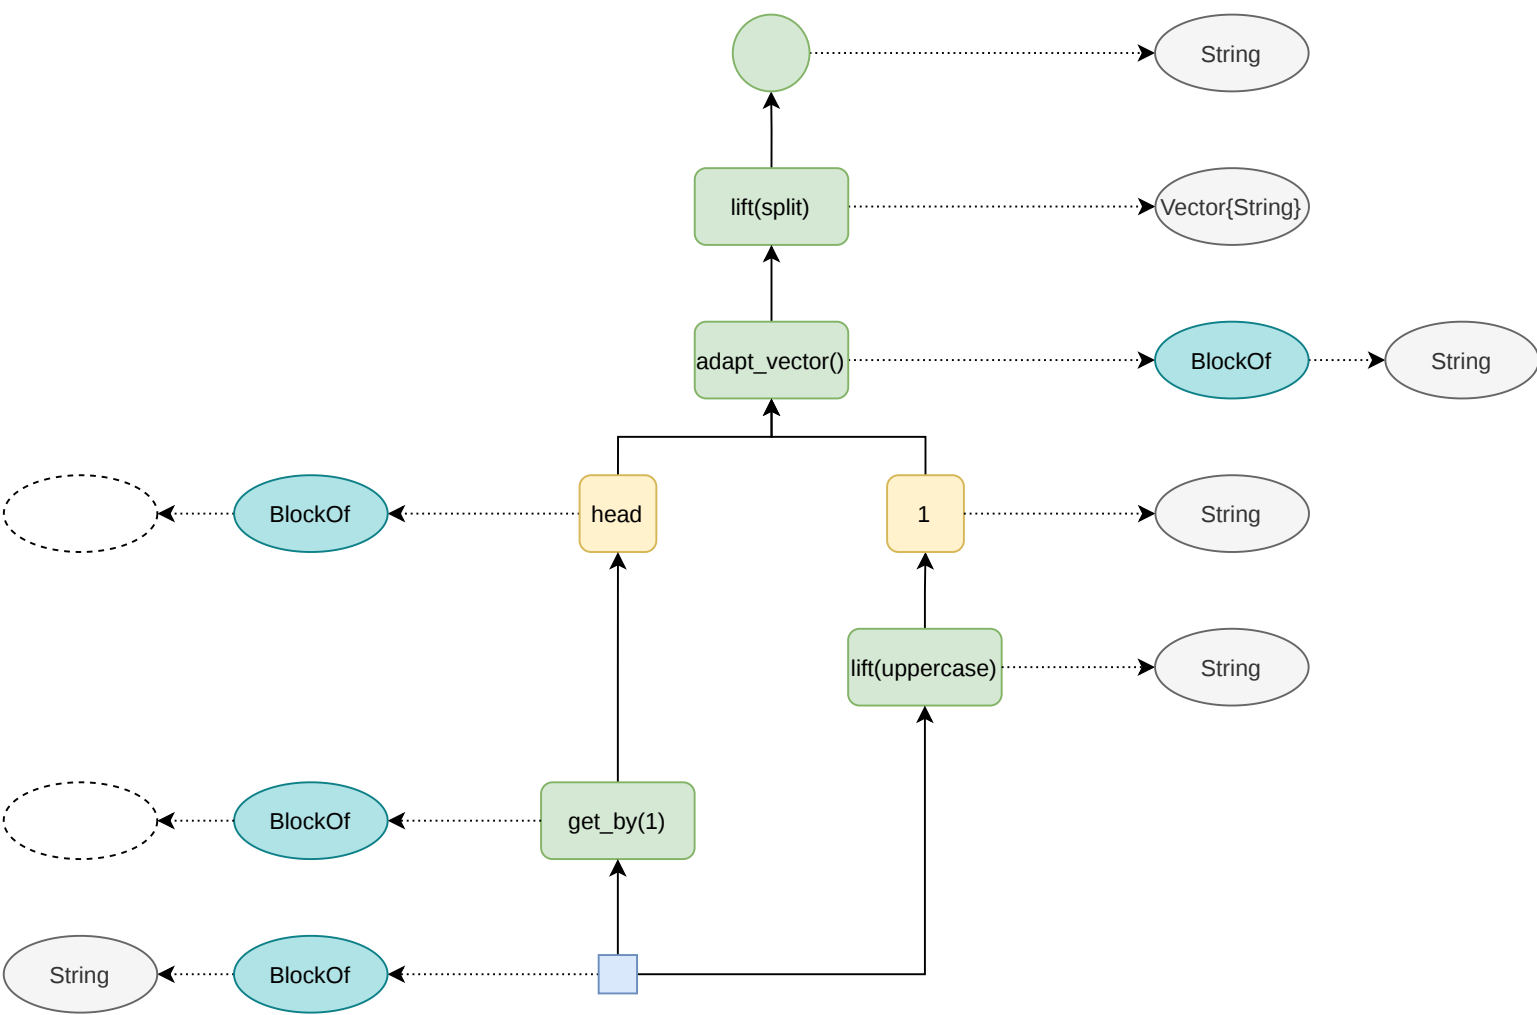 String
lift(split)
Vector{String}
adapt_vector()
BlockOf
String
BlockOf
head
1
String
lift(uppercase)
String
BlockOf
get_by(1)
String
BlockOf